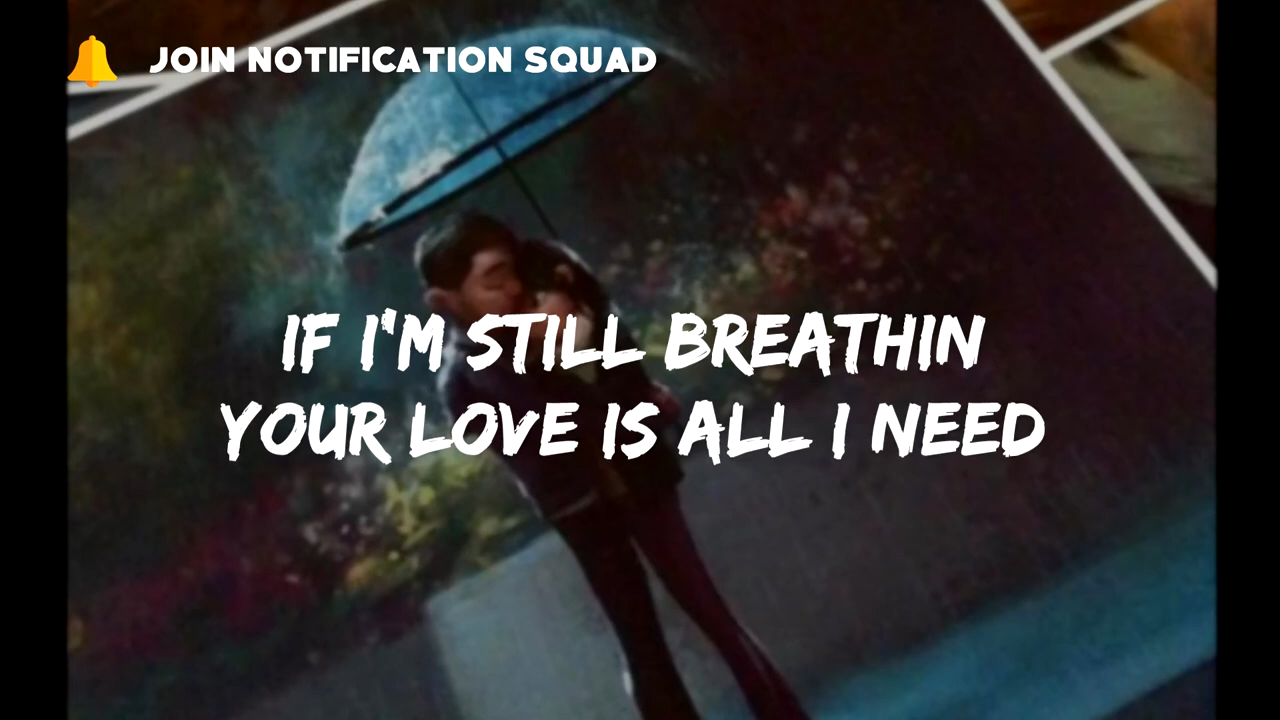 JOIN NOTIFICATION SQUAD
IF I'M STILL BREATHIN
YOUR LOVE IS ALL I NEED